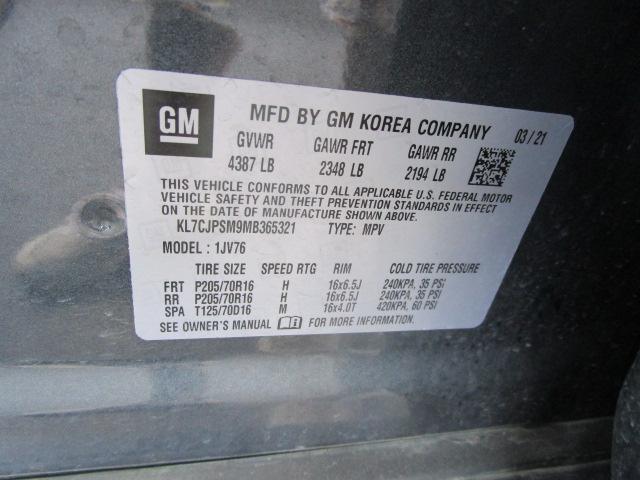 GM
MFD BY GM KOREA COMPANY 03/21
GVWR GAWR FRT GAWR RR
4387 LB 2348 LB 2194 LB
THIS VEHICLE CONFORMS TO ALL APPLICABLE U.S. FEDERAL MOTOR
VEHICLE SAFETY AND THEFT PREVENTION STANDARDS IN EFFECT
ON THE DATE OF MANUFACTURE SHOWN ABOVE.
KL7CJPSM9MB365321 TYPE: MPV
MODEL : 1JV76
TIRE SIZE SPEED RTG RIM COLD TIRE PRESSURE
FRT P205/70R16 H 16x6.5J 240KPA, 35 PSI
RR P205/70R16 H 16x6.5J 240KPA, 35 PSI
SPA T125/70D16 M 16x4.0T 420KPA, 60 PSI
SEE OWNER'S MANUAL FOR MORE INFORMATION.